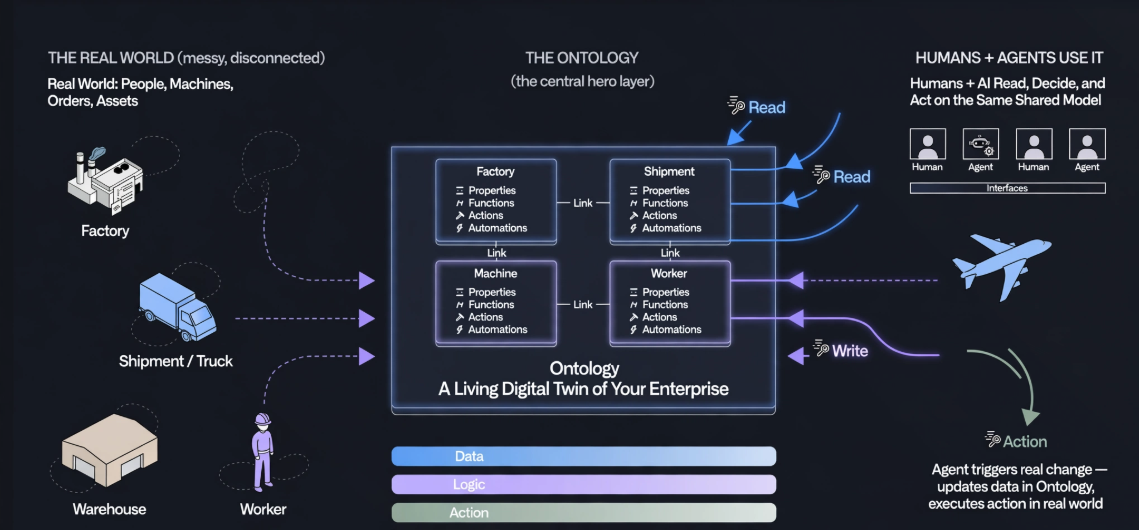 THE REAL WORLD (messy, disconnected)
Real World: People, Machines,
Orders, Assets
Factory
Shipment / Truck
Warehouse
Worker
THE ONTOLOGY
(the central hero layer)
Factory
Properties
Functions
Actions
Automations
Link
Shipment
Properties
Functions
Actions
Automations
Link
Link
Machine
Properties
Functions
Actions
Automations
Link
Worker
Properties
Functions
Actions
Automations
Ontology
A Living Digital Twin of Your Enterprise
Data
Logic
Action
Read
Read
Write
HUMANS + AGENTS USE IT
Humans + AI Read, Decide, and
Act on the Same Shared Model
Human
Agent
Human
Agent
Interfaces
Action
Agent triggers real change —
updates data in Ontology,
executes action in real world